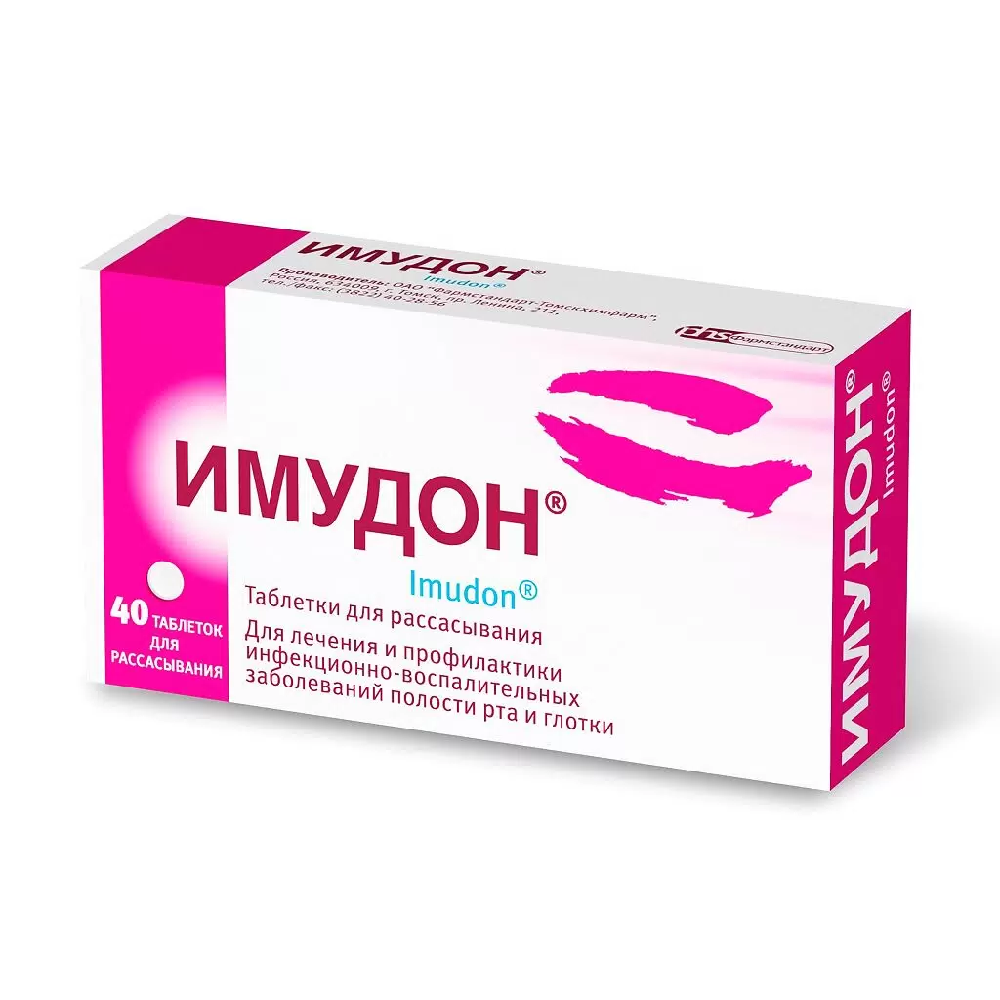 ИМУДОН®
Imudon®
Производитель: ОАО "Фармстандарт-Томскхимфарм",
Россия, 634009, г. Томск, пр. Ленина, 211,
тел./факс: (3822) 40-28-56
phs Фармстандарт
ИМУДОН®
Imudon®
Таблетки для рассасывания
Для лечения и профилактики
инфекционно-воспалительных
заболеваний полости рта и глотки
40 ТАБЛЕТОК
ДЛЯ
РАССАСЫВАНИЯ
ИМУДОН®
Imudon®